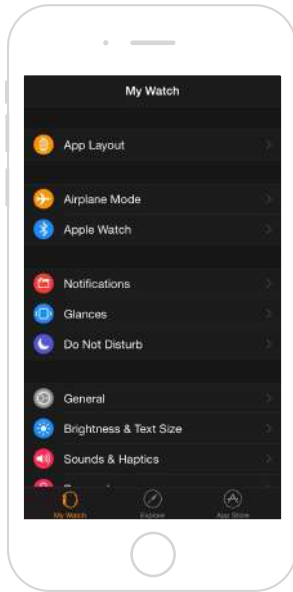 My Watch
App Layout
Airplane Mode
Apple Watch
Notifications
Glances
Do Not Disturb
General
Brightness & Text Size
Sounds & Haptics
My Watch Explore App Store